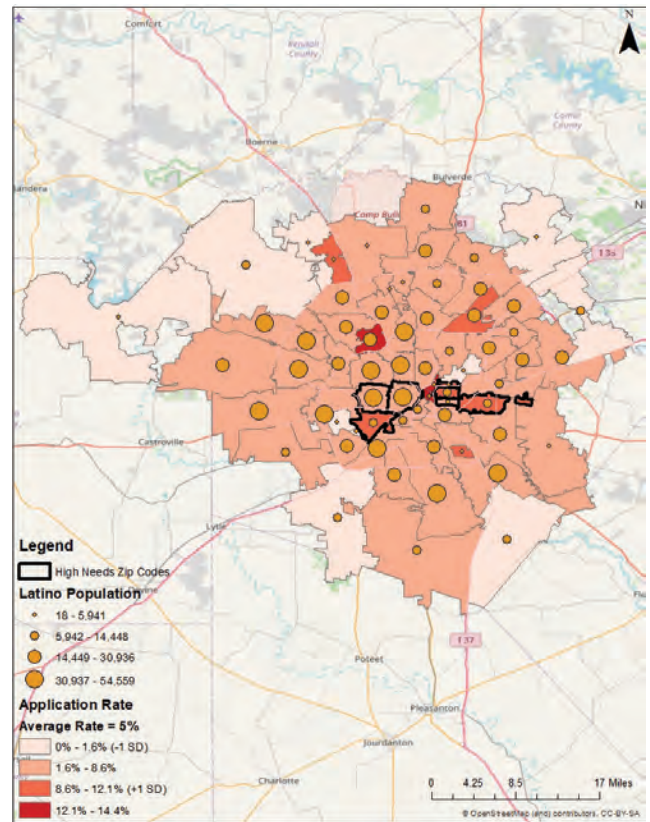 Comfort
Kendall
County
N
Comal
County
Boerne
Bulverde
Camp Bull
281
I 35
Castroville
Lytle
Legend
High Needs Zip Codes
Latino Population
18 - 5,941
5,942 - 14,448
14,449 - 30,936
30,937 - 54,559
Application Rate
Average Rate = 5%
0% - 1.6% (-1 SD)
1.6% - 8.6%
8.6% - 12.1% (+1 SD)
12.1% - 14.4%
I 37
Poteet
Pleasanton
Jourdanton
Charlotte
0 4.25 8.5 17 Miles
© OpenStreetMap (and) contributors, CC-BY-SA